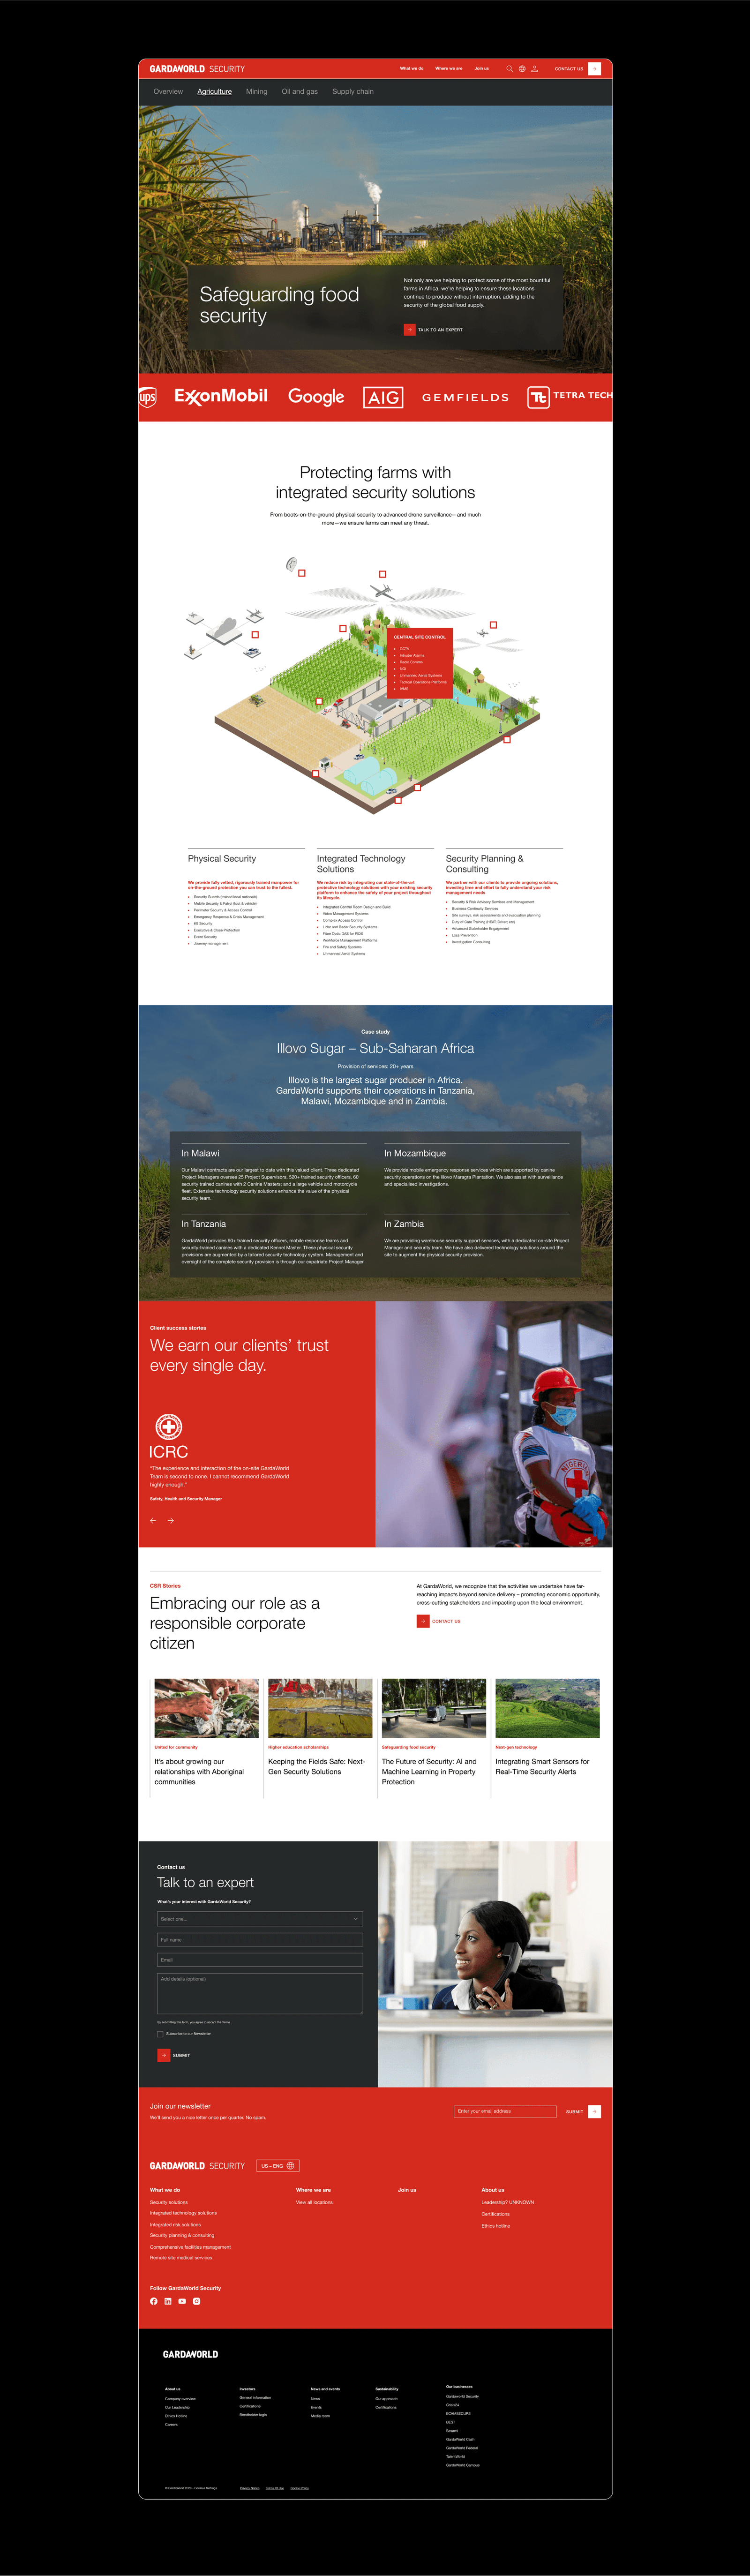 GARDAWORLD SECURITY
What we do
Where we are
Join us
CONTACT US
Overview
Agriculture
Mining
Oil and gas
Supply chain
Safeguarding food
security
Not only are we helping to protect some of the most bountiful
farms in Africa, we're helping to ensure these locations
continue to produce without interruption, adding to the
security of the global food supply.
TALK TO AN EXPERT
ups
ExxonMobil
Google
AIG
GEMFIELDS
Tt
TETRA TECH
Protecting farms with
integrated security solutions
From boots-on-the-ground physical security to advanced drone surveillance—and much
more—we ensure farms can meet any threat.
CENTRAL SITE CONTROL
CCTV
Intruder Alarms
Radio Comms
Unmanned Aerial Systems
Tactical Operations Platforms
Physical Security
We provide fully vetted, rigorously trained manpower for
on-the-ground protection you can trust to the fullest.
Security Guards (trained local nationals)
Mobile Security & Patrol (foot & vehicle)
Perimeter Security & Access Control
Emergency Response & Crisis Management
K9 Security
Executive & Close Protection
Event Security
Journey management
Integrated Technology
Solutions
We reduce risk by integrating our state-of-the-art
protective technology solutions with your existing security
platform to enhance the safety of your project throughout
its lifecycle.
Integrated Control Room Design and Build
Video Management Systems
Complex Access Control
Lidar and Radar Security Systems
Fibre Optic DAS for PIDS
Workforce Management Platforms
Fire and Safety Systems
Unmanned Aerial Systems
Security Planning &
Consulting
We partner with our clients to provide ongoing solutions,
investing time and effort to fully understand your risk
management needs
Security & Risk Advisory Services and Management
Business Continuity Services
Site surveys, risk assessments and evacuation planning
Duty of Care Training (HEAT, Driver, etc)
Advanced Stakeholder Engagement
Loss Prevention
Investigation Consulting
Case study
Illovo Sugar – Sub-Saharan Africa
Provision of services: 20+ years
Illovo is the largest sugar producer in Africa.
GardaWorld supports their operations in Tanzania,
Malawi, Mozambique and in Zambia.
In Malawi
Our Malawi contracts are our largest to date with this valued client. Three dedicated
Project Managers oversee 25 Project Supervisors, 520+ trained security officers, 60
security trained canines with 2 Canine Masters; and a large vehicle and motorcycle
fleet. Extensive technology security solutions enhance the value of the physical
security team.
In Mozambique
We provide mobile emergency response services which are supported by canine
security operations on the Illovo Maragra Plantation. We also assist with surveillance
and specialised investigations.
In Tanzania
GardaWorld provides 90+ trained security officers, mobile response teams and
security-trained canines with a dedicated Kennel Master. These physical security
provisions are augmented by a tailored security technology system. Management and
oversight of the complete security provision is through our expatriate Project Manager.
In Zambia
We are providing warehouse security support services, with a dedicated on-site Project
Manager and security team. We have also delivered technology solutions around the
site to augment the physical security provision.
Client success stories
We earn our clients' trust
every single day.
ICRC
"The experience and interaction of the on-site GardaWorld
Team is second to none. I cannot recommend GardaWorld
highly enough."
Safety, Health and Security Manager
CSR Stories
Embracing our role as a
responsible corporate
citizen
At GardaWorld, we recognize that the activities we undertake have far-
reaching impacts beyond service delivery – promoting economic opportunity,
cross-cutting stakeholders and impacting upon the local environment.
CONTACT US
United for community
It's about growing our
relationships with Aboriginal
communities
Higher education scholarships
Keeping the Fields Safe: Next-
Gen Security Solutions
Safeguarding food security
The Future of Security: AI and
Machine Learning in Property
Protection
Next-gen technology
Integrating Smart Sensors for
Real-Time Security Alerts
Contact us
Talk to an expert
What's your interest with GardaWorld Security?
Select one...
Full name
Email
Add details (optional)
By submitting this form, you agree to accept the Terms
Subscribe to our Newsletter
SUBMIT
Join our newsletter
We'll send you a nice letter once per quarter. No spam.
Enter your email address
SUBMIT
GARDAWORLD SECURITY
US – ENG
What we do
Security solutions
Integrated technology solutions
Integrated risk solutions
Security planning & consulting
Comprehensive facilities management
Remote site medical services
Where we are
View all locations
Join us
About us
Leadership? UNKNOWN
Certifications
Ethics hotline
Follow GardaWorld Security
GARDAWORLD
About us
Company overview
Our Leadership
Ethics Hotline
Careers
Investors
General information
Certifications
Bondholder login
News and events
News
Events
Media room
Sustainability
Our approach
Certifications
Our businesses
Gardaworld Security
Crisis24
ECAMSECURE
BEST
Sesami
GardaWorld Cash
GardaWorld Federal
TeamWorld
GardaWorld Campus
Privacy Notice
Terms Of Use
Cookie Policy